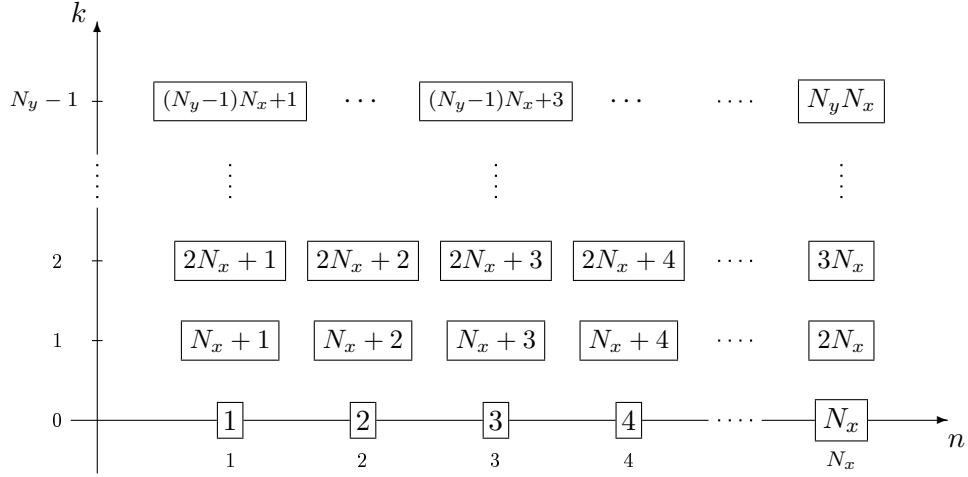 k
N_y − 1 (N_y−1)N_x+1 ··· (N_y−1)N_x+3 ··· ···· N_yN_x
2 2N_x + 1 2N_x + 2 2N_x + 3 2N_x + 4 ···· 3N_x
1 N_x + 1 N_x + 2 N_x + 3 N_x + 4 ···· 2N_x
0 1 2 3 4 ···· N_x
n
1 2 3 4 N_x